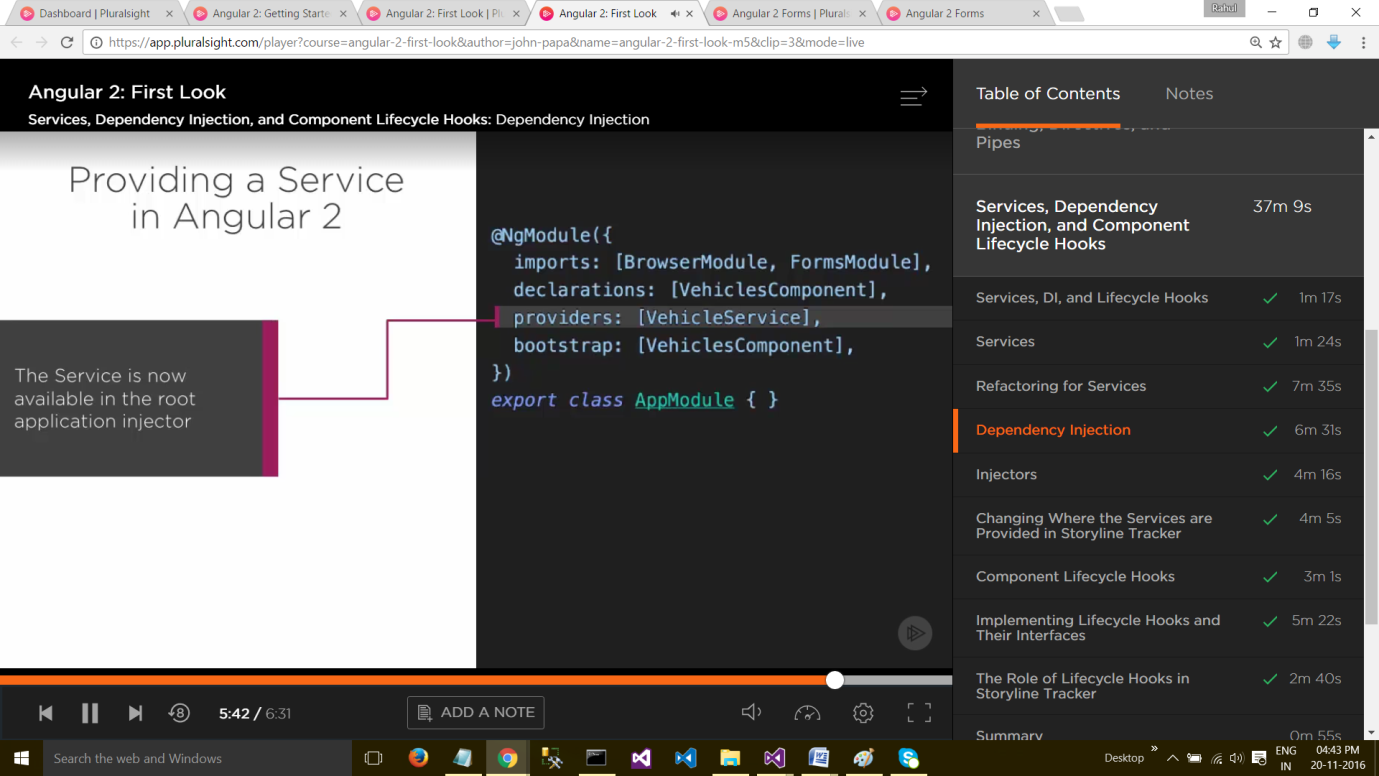 Dashboard | Pluralsight
Angular 2: Getting Starte
Angular 2: First Look | Pl
Angular 2: First Look
Angular 2 Forms | Plurals
Angular 2 Forms
Rahul
https://app.pluralsight.com/player?course=angular-2-first-look&author=john-papa&name=angular-2-first-look-m5&clip=3&mode=live
Angular 2: First Look
Services, Dependency Injection, and Component Lifecycle Hooks: Dependency Injection
Providing a Service
in Angular 2
The Service is now
available in the root
application injector
@NgModule({
imports: [BrowserModule, FormsModule],
declarations: [VehiclesComponent],
providers: [VehicleService],
bootstrap: [VehiclesComponent],
})
export class AppModule { }
8
5:42 / 6:31
ADD A NOTE
Table of Contents
Notes
Binding, Directives, and
Pipes
Services, Dependency
Injection, and Component
Lifecycle Hooks
37m 9s
Services, DI, and Lifecycle Hooks 1m 17s
Services 1m 24s
Refactoring for Services 7m 35s
Dependency Injection 6m 31s
Injectors 4m 16s
Changing Where the Services are
Provided in Storyline Tracker
4m 5s
Component Lifecycle Hooks 3m 1s
Implementing Lifecycle Hooks and
Their Interfaces
5m 22s
The Role of Lifecycle Hooks in
Storyline Tracker
2m 40s
Summary 0m 55s
Search the web and Windows
Desktop
ENG
IN
04:43 PM
20-11-2016